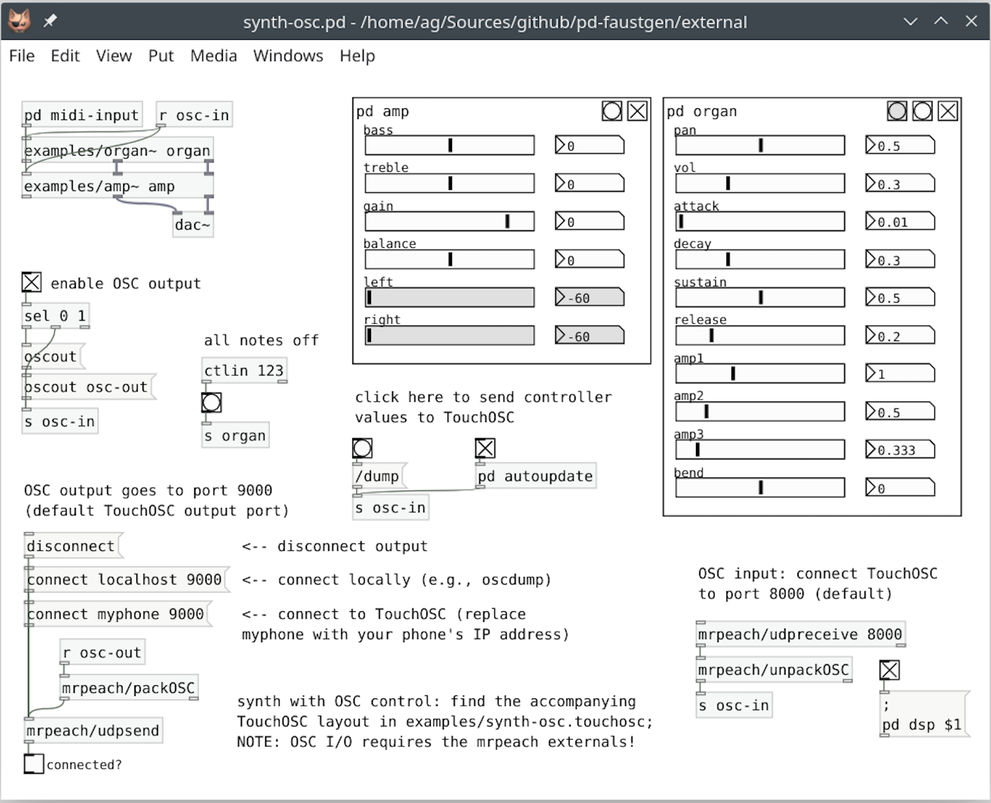 synth-osc.pd - /home/ag/Sources/github/pd-faustgen/external
File Edit View Put Media Windows Help
pd midi-input
r osc-in
examples/organ~ organ
examples/amp~ amp
dac~
enable OSC output
sel 0 1
oscout
oscout osc-out
s osc-in
all notes off
ctlin 123
s organ
pd amp
bass
0
treble
0
gain
0
balance
0
left
-60
right
-60
pd organ
pan
0.5
vol
0.3
attack
0.01
decay
0.3
sustain
0.5
release
0.2
amp1
1
amp2
0.5
amp3
0.333
bend
0
click here to send controller
values to TouchOSC
/dump
pd autoupdate
s osc-in
OSC output goes to port 9000
(default TouchOSC output port)
disconnect
<-- disconnect output
connect localhost 9000
<-- connect locally (e.g., oscdump)
connect myphone 9000
<-- connect to TouchOSC (replace
myphone with your phone's IP address)
r osc-out
mrpeach/packOSC
mrpeach/udpsend
connected?
synth with OSC control: find the accompanying
TouchOSC layout in examples/synth-osc.touchosc;
NOTE: OSC I/O requires the mrpeach externals!
OSC input: connect TouchOSC
to port 8000 (default)
mrpeach/udpreceive 8000
mrpeach/unpackOSC
s osc-in
;
pd dsp $1